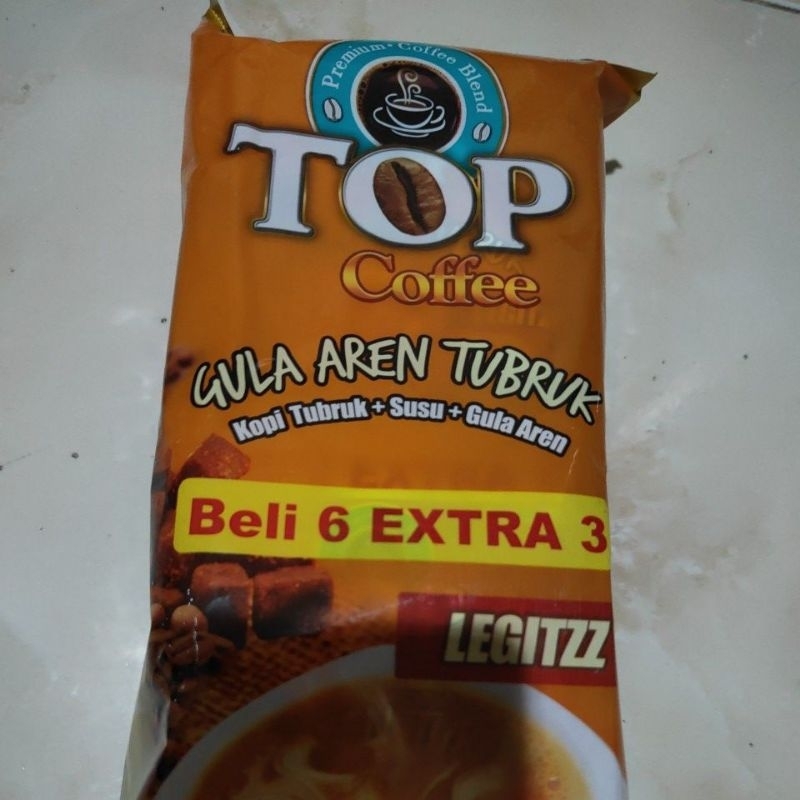 Premium • Coffee Blend
TOP
Coffee
GULA AREN TUBRUK
Kopi Tubruk + Susu + Gula Aren
Beli 6 EXTRA 3
LEGITZZ